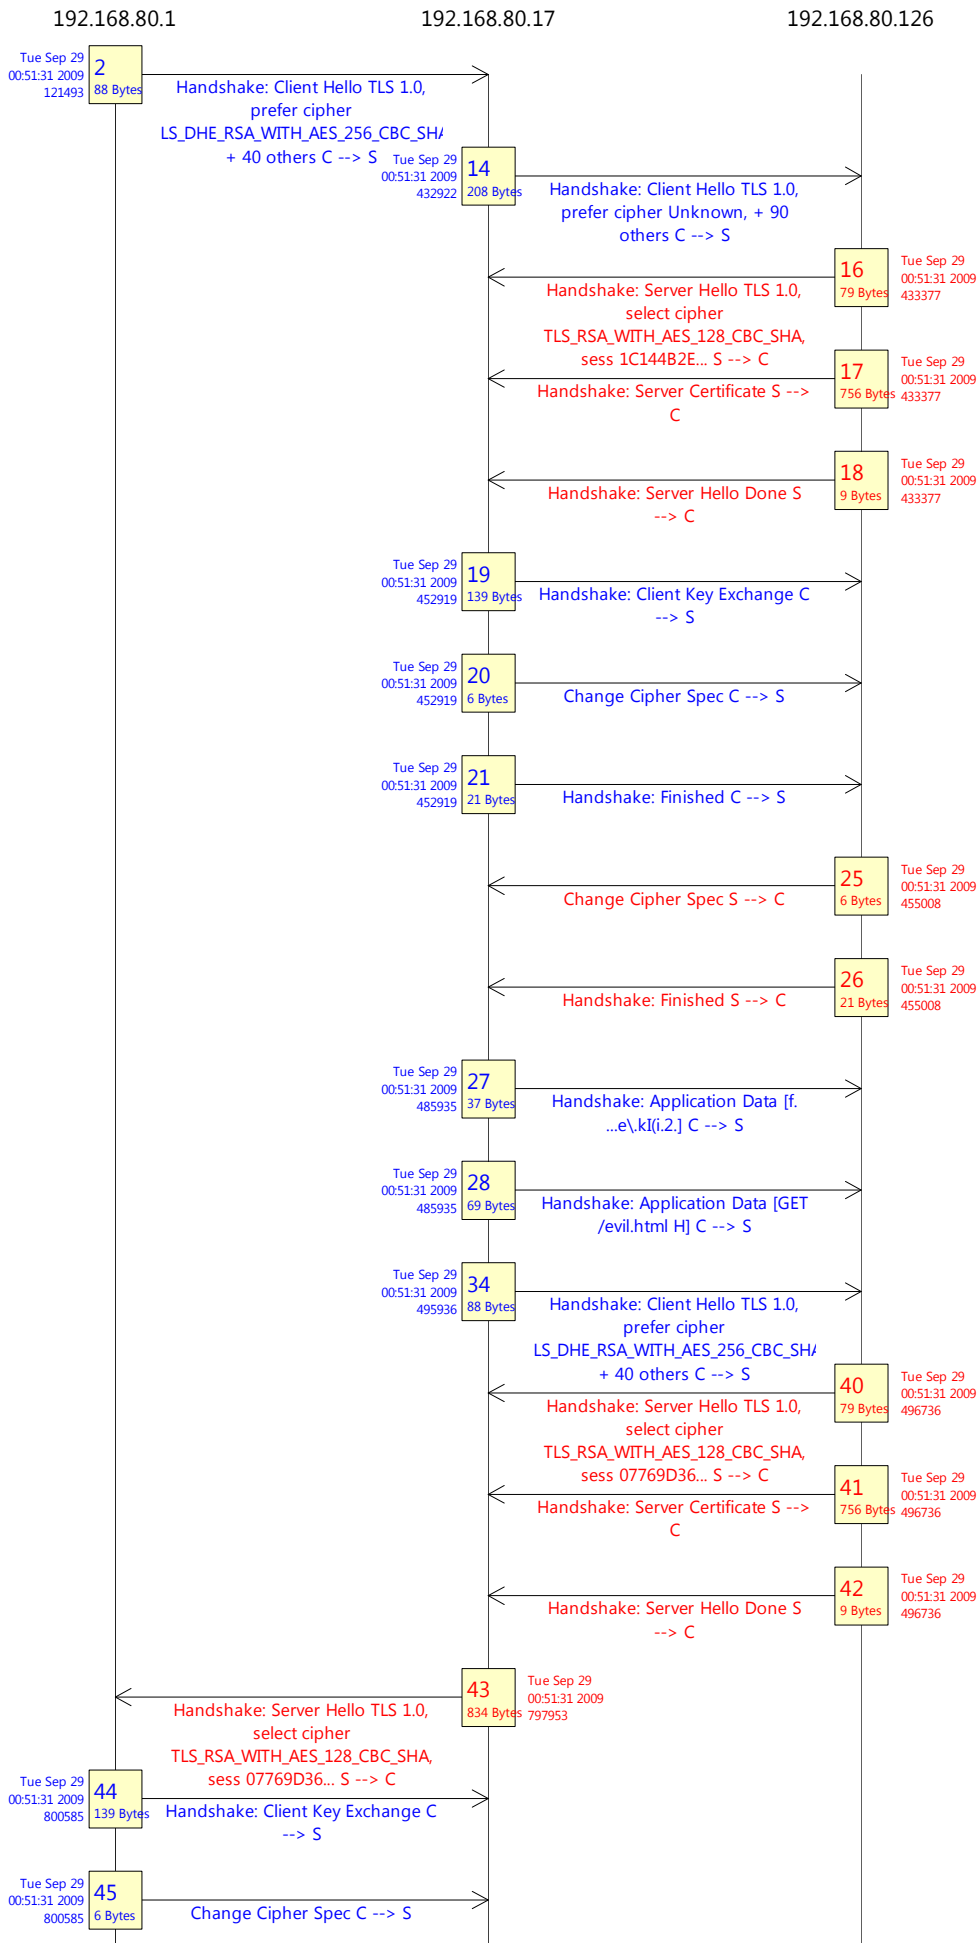 192.168.80.1
192.168.80.17
192.168.80.126
Tue Sep 29
00:51:31 2009
121493
2
88 Bytes
Handshake: Client Hello TLS 1.0,
prefer cipher
LS_DHE_RSA_WITH_AES_256_CBC_SHA
+ 40 others C --> S
Tue Sep 29
00:51:31 2009
432922
14
208 Bytes
Handshake: Client Hello TLS 1.0,
prefer cipher Unknown, + 90
others C --> S
16
79 Bytes
Tue Sep 29
00:51:31 2009
433377
Handshake: Server Hello TLS 1.0,
select cipher
TLS_RSA_WITH_AES_128_CBC_SHA,
sess 1C144B2E... S --> C
17
756 Bytes
Tue Sep 29
00:51:31 2009
433377
Handshake: Server Certificate S -->
C
18
9 Bytes
Tue Sep 29
00:51:31 2009
433377
Handshake: Server Hello Done S
--> C
Tue Sep 29
00:51:31 2009
452919
19
139 Bytes
Handshake: Client Key Exchange C
--> S
Tue Sep 29
00:51:31 2009
452919
20
6 Bytes
Change Cipher Spec C --> S
Tue Sep 29
00:51:31 2009
452919
21
21 Bytes
Handshake: Finished C --> S
25
6 Bytes
Tue Sep 29
00:51:31 2009
455008
Change Cipher Spec S --> C
26
21 Bytes
Tue Sep 29
00:51:31 2009
455008
Handshake: Finished S --> C
Tue Sep 29
00:51:31 2009
485935
27
37 Bytes
Handshake: Application Data [f.
...e\.kI(i.2.] C --> S
Tue Sep 29
00:51:31 2009
485935
28
69 Bytes
Handshake: Application Data [GET
/evil.html H] C --> S
Tue Sep 29
00:51:31 2009
495936
34
88 Bytes
Handshake: Client Hello TLS 1.0,
prefer cipher
LS_DHE_RSA_WITH_AES_256_CBC_SHA
+ 40 others C --> S
40
79 Bytes
Tue Sep 29
00:51:31 2009
496736
Handshake: Server Hello TLS 1.0,
select cipher
TLS_RSA_WITH_AES_128_CBC_SHA,
sess 07769D36... S --> C
41
756 Bytes
Tue Sep 29
00:51:31 2009
496736
Handshake: Server Certificate S -->
C
42
9 Bytes
Tue Sep 29
00:51:31 2009
496736
Handshake: Server Hello Done S
--> C
43
834 Bytes
Tue Sep 29
00:51:31 2009
797953
Handshake: Server Hello TLS 1.0,
select cipher
TLS_RSA_WITH_AES_128_CBC_SHA,
sess 07769D36... S --> C
Tue Sep 29
00:51:31 2009
800585
44
139 Bytes
Handshake: Client Key Exchange C
--> S
Tue Sep 29
00:51:31 2009
800585
45
6 Bytes
Change Cipher Spec C --> S